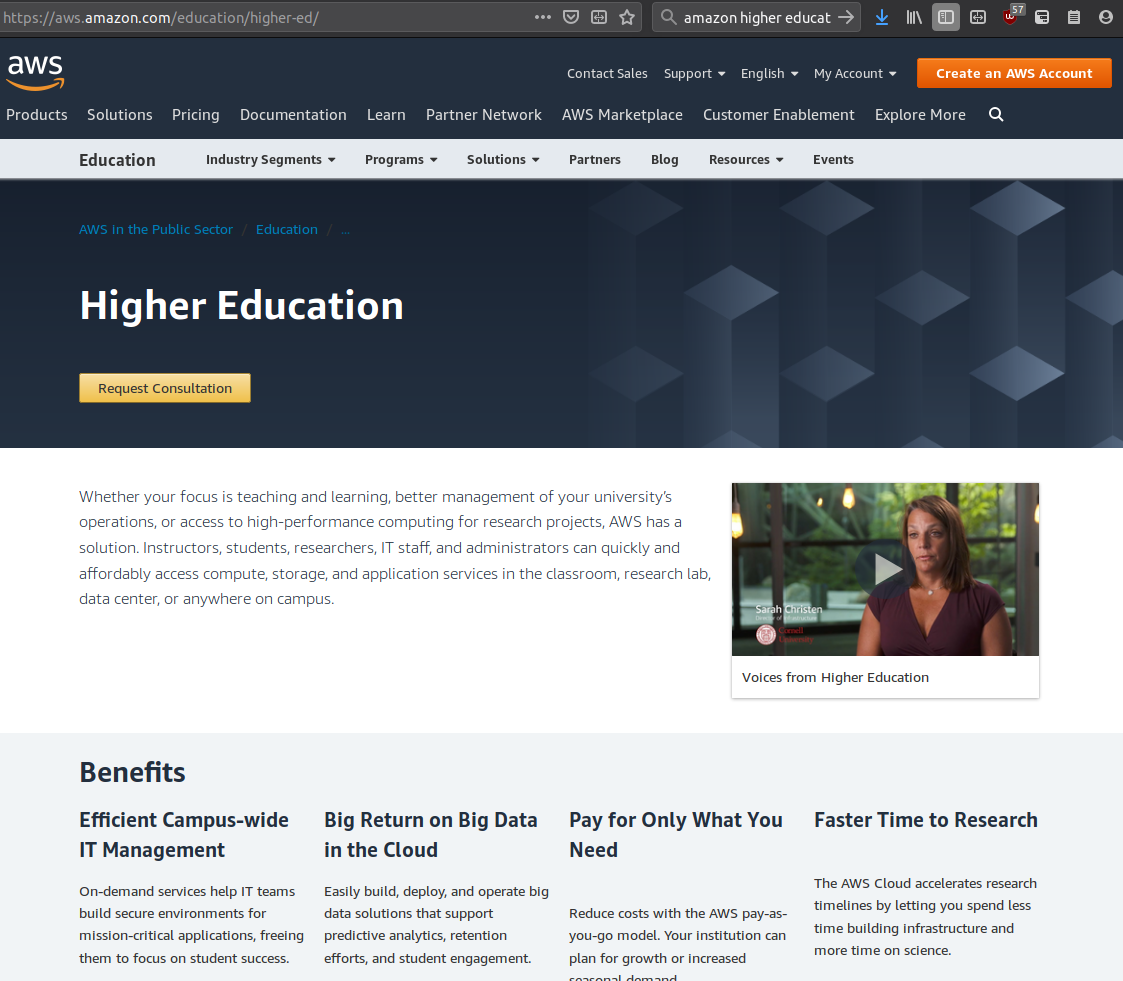 https://aws.amazon.com/education/higher-ed/
amazon higher educat
57
aws
Contact Sales Support English My Account Create an AWS Account
Products Solutions Pricing Documentation Learn Partner Network AWS Marketplace Customer Enablement Explore More
Education Industry Segments Programs Solutions Partners Blog Resources Events
AWS in the Public Sector / Education / ...
Higher Education
Request Consultation
Whether your focus is teaching and learning, better management of your university’s
operations, or access to high-performance computing for research projects, AWS has a
solution. Instructors, students, researchers, IT staff, and administrators can quickly and
affordably access compute, storage, and application services in the classroom, research lab,
data center, or anywhere on campus.
Sarah Christen
Director of Infrastructure
Cornell
University
Voices from Higher Education
Benefits
Efficient Campus-wide
IT Management
On-demand services help IT teams
build secure environments for
mission-critical applications, freeing
them to focus on student success.
Big Return on Big Data
in the Cloud
Easily build, deploy, and operate big
data solutions that support
predictive analytics, retention
efforts, and student engagement.
Pay for Only What You
Need
Reduce costs with the AWS pay-as-
you-go model. Your institution can
plan for growth or increased
seasonal demand.
Faster Time to Research
The AWS Cloud accelerates research
timelines by letting you spend less
time building infrastructure and
more time on science.